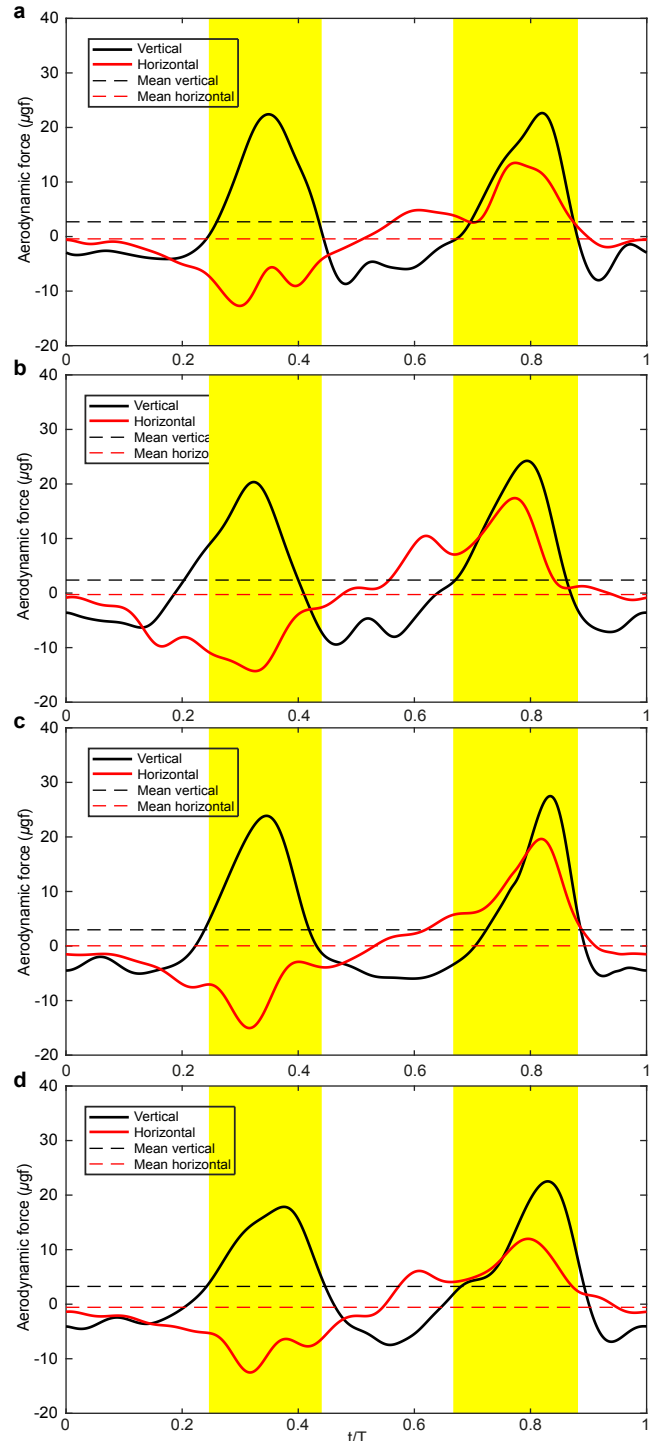 a
40
30
20
10
0
-10
-20
Aerodynamic force (μgf)
Vertical
Horizontal
Mean vertical
Mean horizontal
0 0.2 0.4 0.6 0.8 1
b
40
30
20
10
0
-10
-20
Aerodynamic force (μgf)
Vertical
Horizontal
Mean vertica
Mean horizo
0 0.2 0.4 0.6 0.8 1
c
40
30
20
10
0
-10
-20
Aerodynamic force (μgf)
Vertical
Horizontal
Mean vertical
Mean horizontal
0 0.2 0.4 0.6 0.8 1
d
40
30
20
10
0
-10
-20
Aerodynamic force (μgf)
Vertical
Horizontal
Mean vertical
Mean horizontal
0 0.2 0.4 0.6 0.8 1
t/T